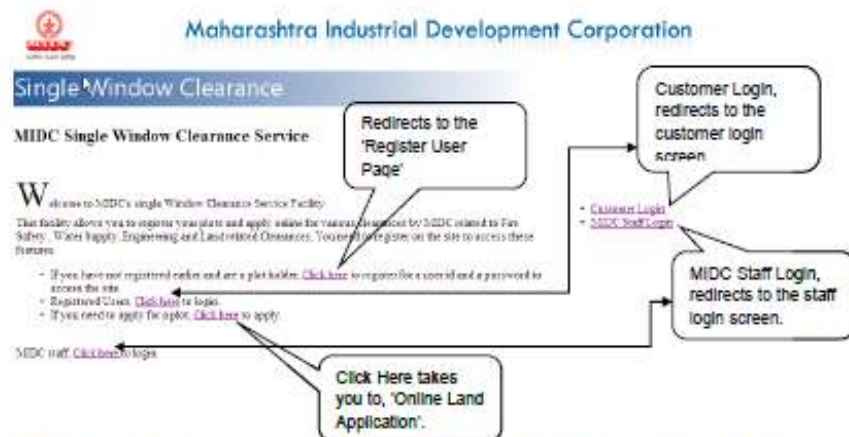 Maharashtra Industrial Development Corporation
Single Window Clearance
MIDC Single Window Clearance Service
Welcome to MIDC's single Window Clearance Service Facility
This facility allows you to register your plots and apply online for various clearances by MIDC related to Fire
Safety , Water Supply, Engineering and Land related Clearances. You need to register on the site to access these
features.
If you have not registered earlier and are a plot holder, Click here to register for a user id and a password to
access the site.
Registered Users, Click here to login.
If you need to apply for a plot, Click here to apply.
MIDC staff, Click here to login
Customer Login
MIDC Staff Login
Redirects to the
'Register User
Page'
Customer Login,
redirects to the
customer login
screen
MIDC Staff Login,
redirects to the staff
login screen.
Click Here takes
you to, 'Online Land
Application'.